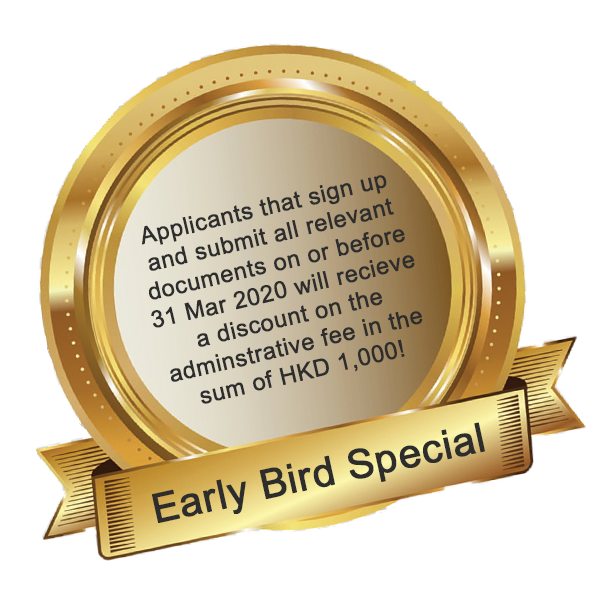 Applicants that sign up
and submit all relevant
documents on or before
31 Mar 2020 will recieve
a discount on the
adminstrative fee in the
sum of HKD 1,000!
Early Bird Special